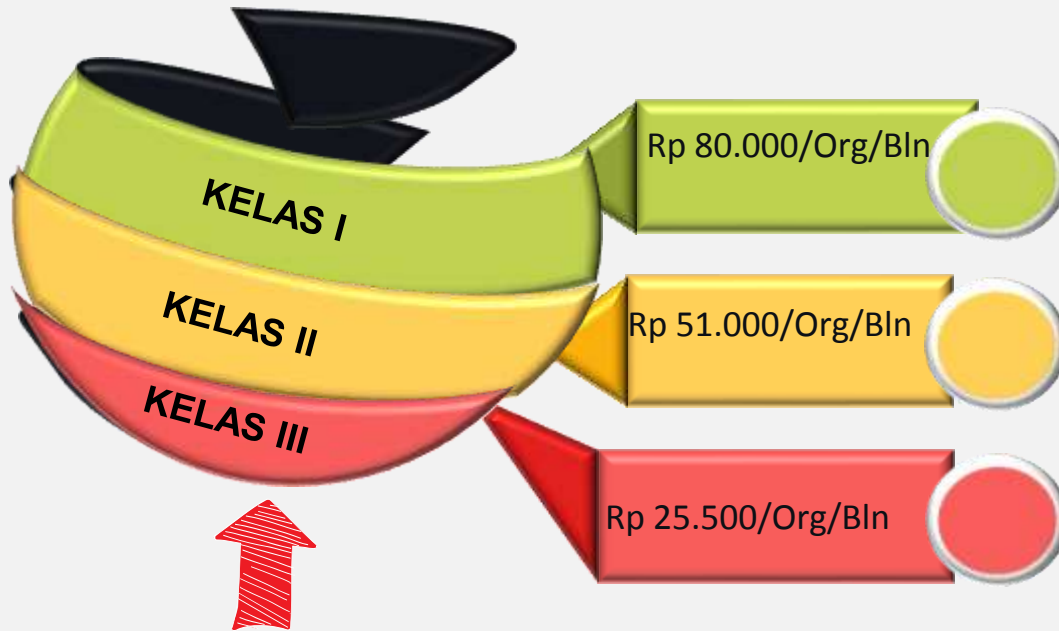 KELAS I
Rp 80.000/Org/Bln
KELAS II
Rp 51.000/Org/Bln
KELAS III
Rp 25.500/Org/Bln